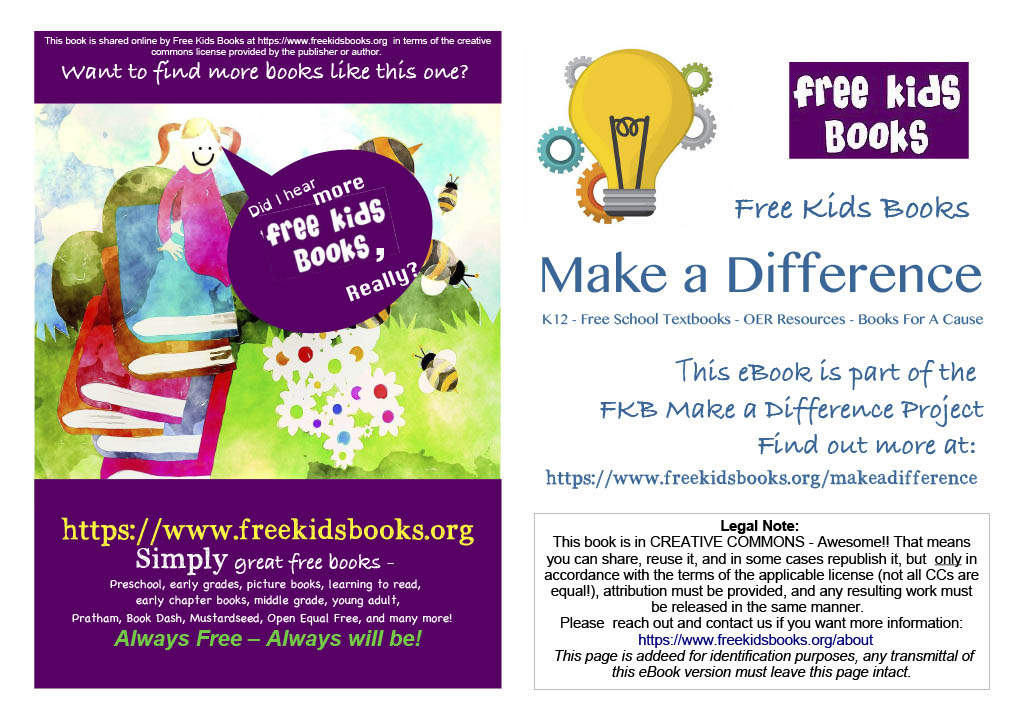 This book is shared online by Free Kids Books at https://www.freekidsbooks.org in terms of the creative
commons license provided by the publisher or author.
Want to find more books like this one?
Did I hear more
free kids
Books,
Really?
https://www.freekidsbooks.org
Simply great free books -
Preschool, early grades, picture books, learning to read,
early chapter books, middle grade, young adult,
Pratham, Book Dash, Mustardseed, Open Equal Free, and many more!
Always Free – Always will be!
free kids
Books
Free Kids Books
Make a Difference
K12 - Free School Textbooks - OER Resources - Books For A Cause
This eBook is part of the
FKB Make a Difference Project
Find out more at:
https://www.freekidsbooks.org/makeadifference
Legal Note:
This book is in CREATIVE COMMONS - Awesome!! That means
you can share, reuse it, and in some cases republish it, but only in
accordance with the terms of the applicable license (not all CCs are
equal!), attribution must be provided, and any resulting work must
be released in the same manner.
Please reach out and contact us if you want more information:
https://www.freekidsbooks.org/about
This page is addeed for identification purposes, any transmittal of
this eBook version must leave this page intact.